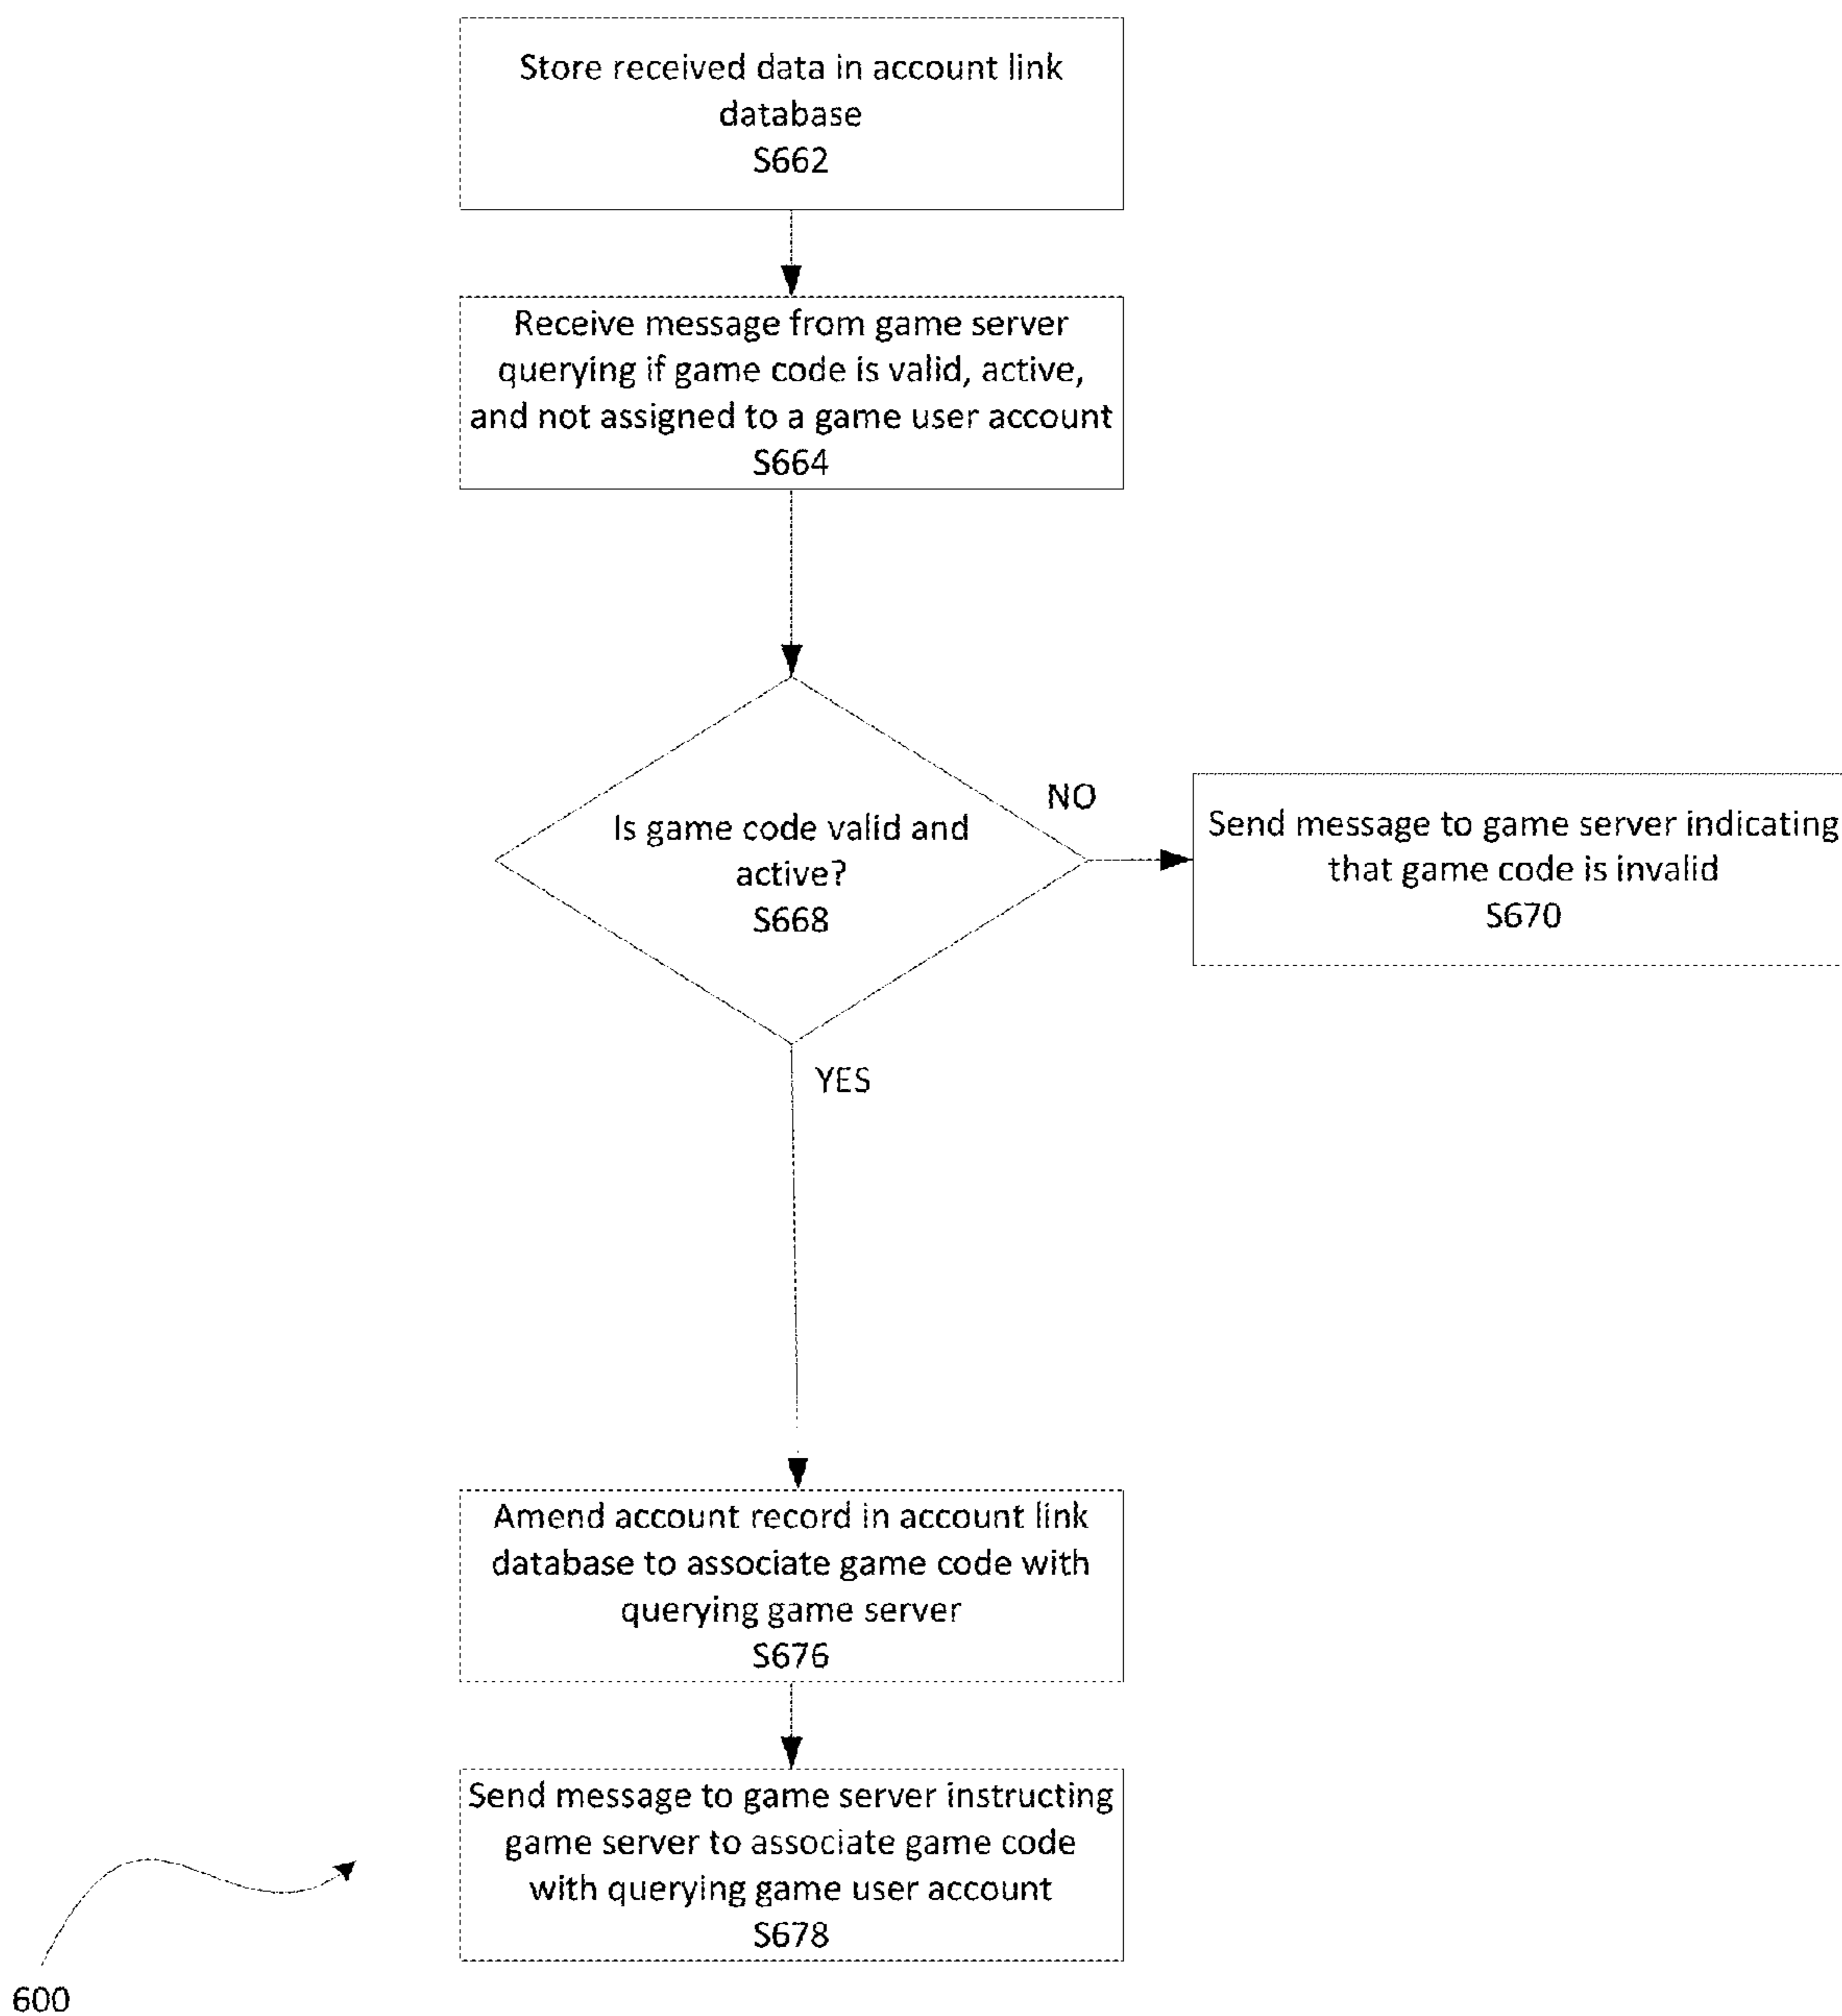 Store received data in account link
database
S662
Receive message from game server
querying if game code is valid, active,
and not assigned to a game user account
S664
Is game code valid and
active?
S668
NO
Send message to game server indicating
that game code is invalid
S670
YES
Amend account record in account link
database to associate game code with
querying game server
S676
Send message to game server instructing
game server to associate game code
with querying game user account
S678
600